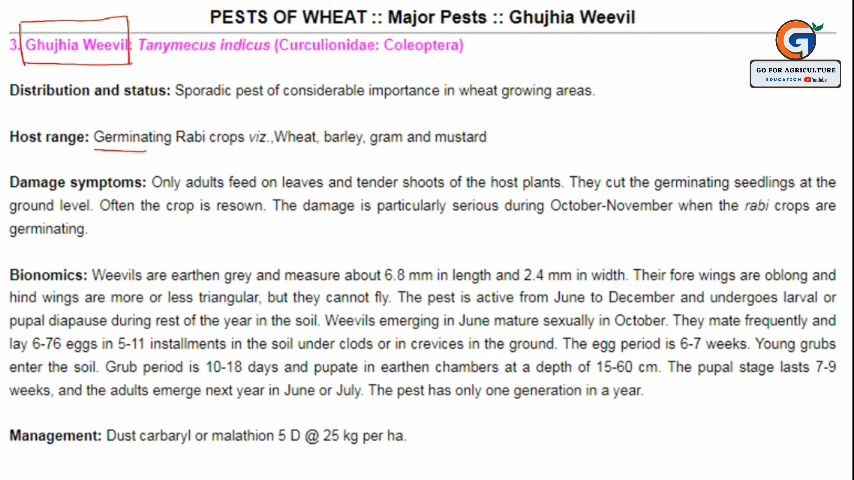 PESTS OF WHEAT :: Major Pests :: Ghujhia Weevil
3. Ghujhia Weevil: Tanymecus indicus (Curculionidae: Coleoptera)
GO FOR AGRICULTURE
EDUCATION YouTube
Distribution and status: Sporadic pest of considerable importance in wheat growing areas.
Host range: Germinating Rabi crops viz.,Wheat, barley, gram and mustard
Damage symptoms: Only adults feed on leaves and tender shoots of the host plants. They cut the germinating seedlings at the
ground level. Often the crop is resown. The damage is particularly serious during October-November when the rabi crops are
germinating.
Bionomics: Weevils are earthen grey and measure about 6.8 mm in length and 2.4 mm in width. Their fore wings are oblong and
hind wings are more or less triangular, but they cannot fly. The pest is active from June to December and undergoes larval or
pupal diapause during rest of the year in the soil. Weevils emerging in June mature sexually in October. They mate frequently and
lay 6-76 eggs in 5-11 installments in the soil under clods or in crevices in the ground. The egg period is 6-7 weeks. Young grubs
enter the soil. Grub period is 10-18 days and pupate in earthen chambers at a depth of 15-60 cm. The pupal stage lasts 7-9
weeks, and the adults emerge next year in June or July. The pest has only one generation in a year.
Management: Dust carbaryl or malathion 5 D @ 25 kg per ha.